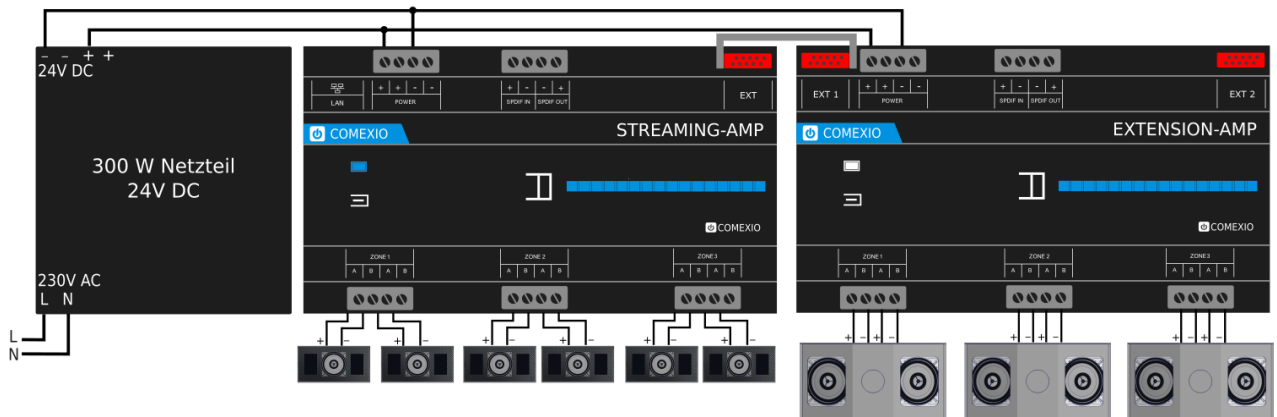 – – + +
24V DC
300 W Netzteil
24V DC
230V AC
L N
L
N
LAN
+ + - -
POWER
+ - - +
SPDIF IN SPDIF OUT
EXT
COMEXIO
STREAMING-AMP
COMEXIO
ZONE 1
A B A B
ZONE 2
A B A B
ZONE 3
A B A B
+ – + –
+ – + –
+ – + –
EXT 1
+ + - -
POWER
+ - - +
SPDIF IN SPDIF OUT
EXT 2
COMEXIO
EXTENSION-AMP
COMEXIO
ZONE 1
A B A B
ZONE 2
A B A B
ZONE 3
A B A B
+ – + –
+ – + –
+ – + –